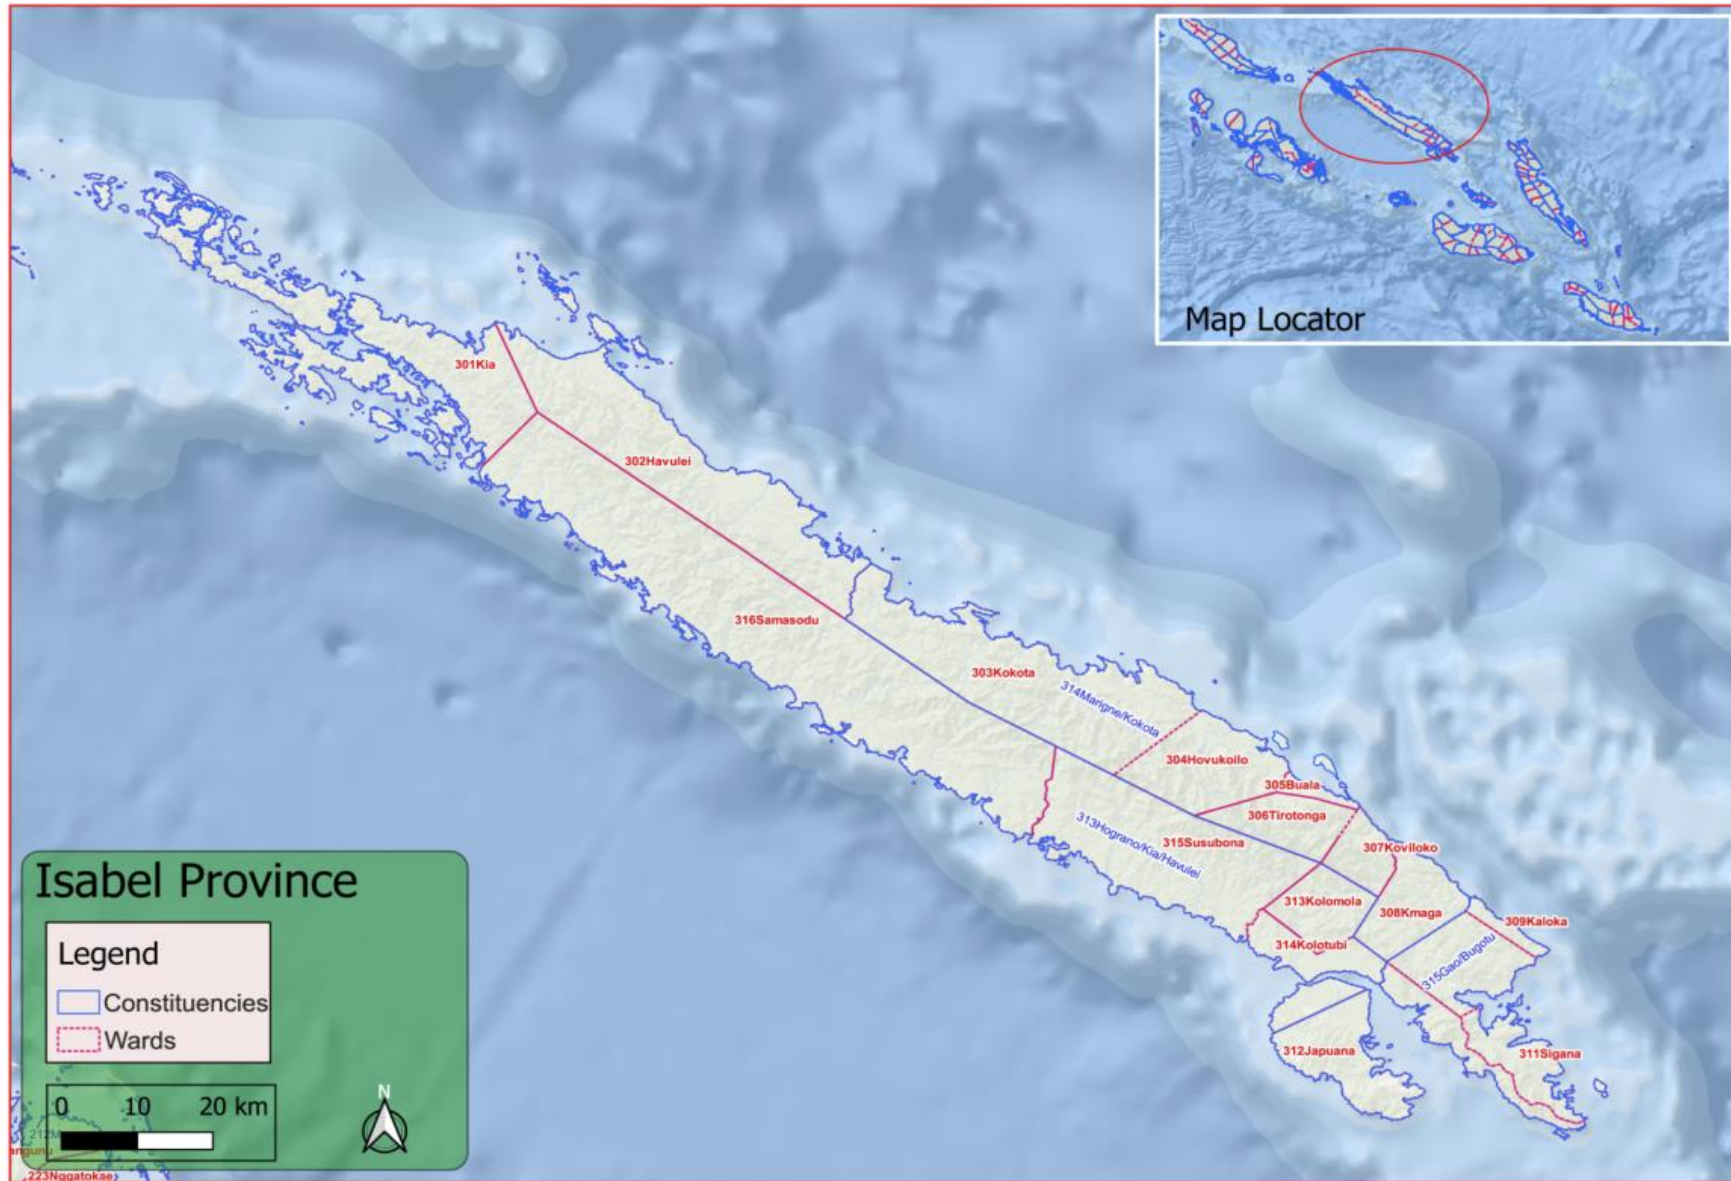 Map Locator
301Kia
302Havulei
316Samasodu
303Kokota
314Marigne/Kokota
304Hovukoilo
305Buala
306Tirotonga
315Susubona
307Koviloko
313Hograno/Kia/Havulei
313Kolomola
308Kmaga
309Kaloka
314Kolotubi
315Gao/Bugotu
312Japuana
311Sigana
Isabel Province
Legend
Constituencies
Wards
0 10 20 km
N
223Nggatokae